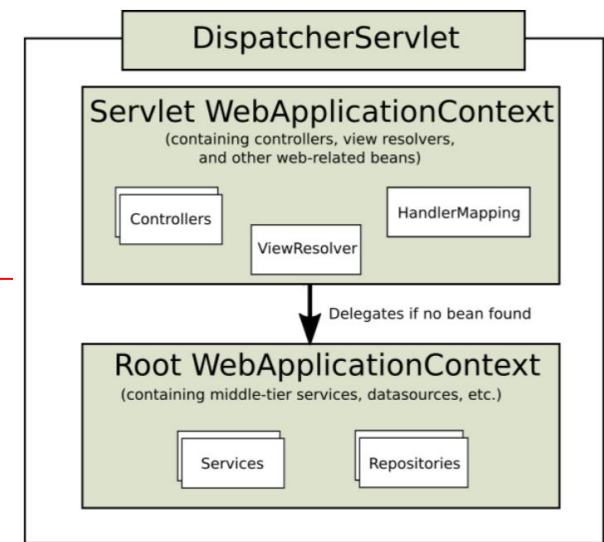 DispatcherServlet
Servlet WebApplicationContext
(containing controllers, view resolvers,
and other web-related beans)
Controllers
HandlerMapping
ViewResolver
Delegates if no bean found
Root WebApplicationContext
(containing middle-tier services, datasources, etc.)
Services
Repositories